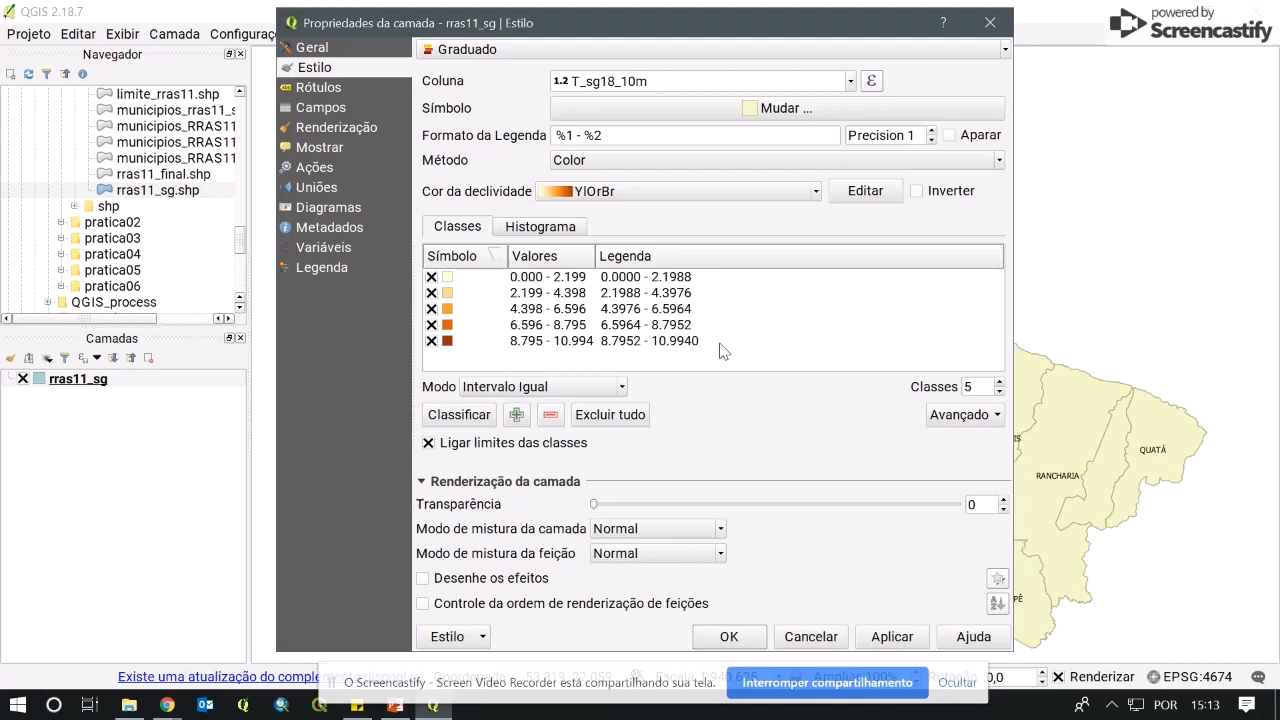 QGIS 2.18.7
Projeto Editar Exibir Camada Configuraç
Navegador
limite_rras11.shp
municipios_rras11_s
municipios_RRAS11
municipios_RRAS11
municipios_RRAS11
rras11_final.shp
rras11_sg.shp
shp
pratica02
pratica03
pratica04
pratica05
pratica06
QGIS_process
Camadas
rras11_sg
Propriedades da camada - rras11_sg | Estilo
?
Geral
Estilo
Rótulos
Campos
Renderização
Mostrar
Ações
Uniões
Diagramas
Metadados
Variáveis
Legenda
Graduado
Coluna 1.2 T_sg18_10m ε
Símbolo Mudar ...
Formato da Legenda %1 - %2 Precision 1 Aparar
Método Color
Cor da declividade YlOrBr Editar Inverter
Classes Histograma
Símbolo Valores Legenda
0.000 - 2.199 0.0000 - 2.1988
2.199 - 4.398 2.1988 - 4.3976
4.398 - 6.596 4.3976 - 6.5964
6.596 - 8.795 6.5964 - 8.7952
8.795 - 10.994 8.7952 - 10.9940
Modo Intervalo Igual Classes 5
Classificar Excluir tudo Avançado
Ligar limites das classes
Renderização da camada
Transparência 0
Modo de mistura da camada Normal
Modo de mistura da feição Normal
Desenhe os efeitos
Controle da ordem de renderização de feições
Estilo OK Cancelar Aplicar Ajuda
powered by
Screencastify
QUATÁ
RANCHARIA
Existe uma atualização do comple
Renderizar EPSG:4674
O Screencastify - Screen Video Recorder está compartilhando sua tela. Interromper compartilhamento Ocultar
POR 15:13